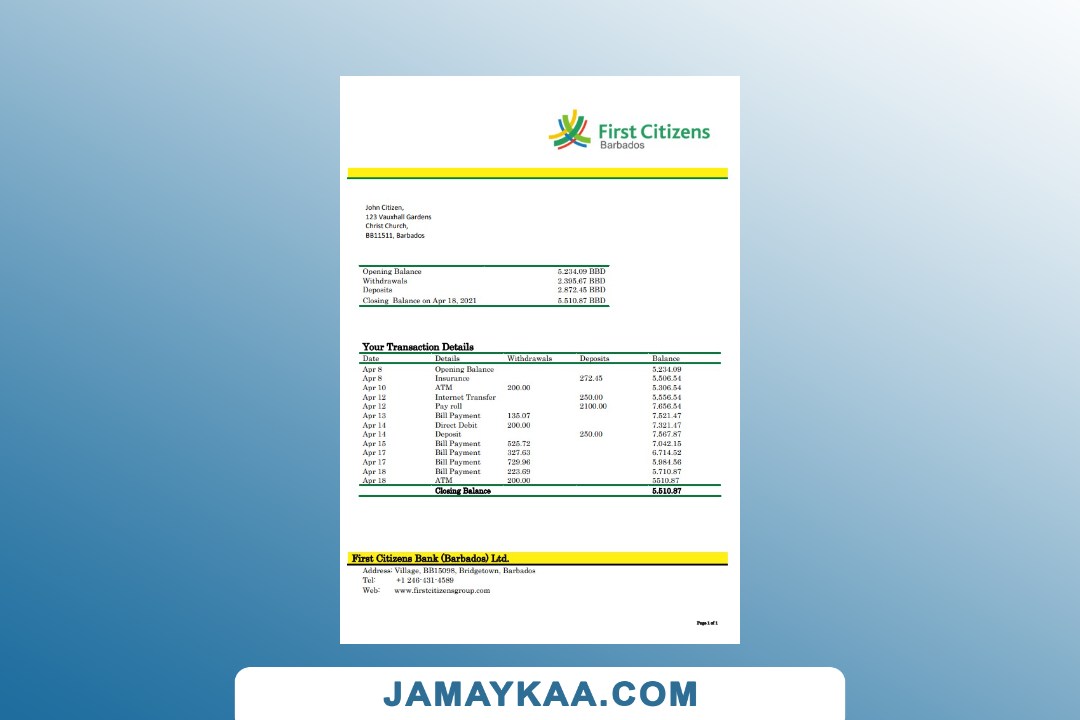 First Citizens
Barbados
John Citizen,
123 Vauxhall Gardens
Christ Church,
BB11511, Barbados
Opening Balance 5.234.09 BBD
Withdrawals 2.395.67 BBD
Deposits 2.872.45 BBD
Closing Balance on Apr 18, 2021 5.510.87 BBD
Your Transaction Details
Date Details Withdrawals Deposits Balance
Apr 8 Opening Balance 5,234.09
Apr 8 Insurance 272.45 5,506.54
Apr 10 ATM 200.00 5.306.54
Apr 12 Internet Transfer 250.00 5.556.54
Apr 12 Pay roll 2100.00 7.656.54
Apr 13 Bill Payment 135.07 7.521.47
Apr 14 Direct Debit 200.00 7.321.47
Apr 14 Deposit 250.00 7,567.87
Apr 15 Bill Payment 525.72 7.042.15
Apr 17 Bill Payment 327.63 6.714.52
Apr 17 Bill Payment 729.96 5,984.56
Apr 18 Bill Payment 223.69 5.710.87
Apr 18 ATM 200.00 5510.87
Closing Balance 5.510.87
First Citizens Bank (Barbados) Ltd.
Address: Village, BB15098, Bridgetown, Barbados
Tel: +1 246-431-4589
Web: www.firstcitizensgroup.com
Page 1 of 1
JAMAYKAA.COM